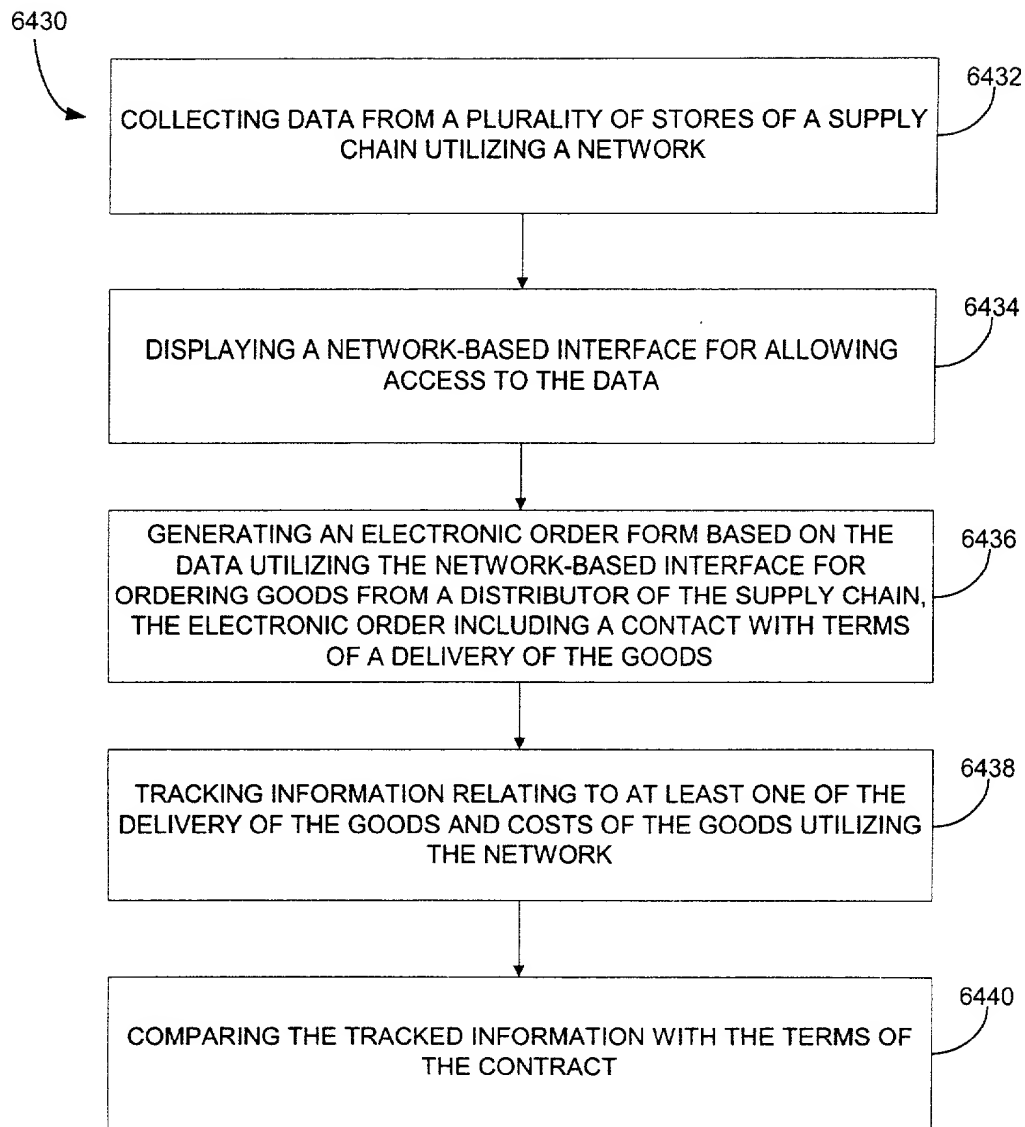 6430
6432
COLLECTING DATA FROM A PLURALITY OF STORES OF A SUPPLY
CHAIN UTILIZING A NETWORK
6434
DISPLAYING A NETWORK-BASED INTERFACE FOR ALLOWING
ACCESS TO THE DATA
6436
GENERATING AN ELECTRONIC ORDER FORM BASED ON THE
DATA UTILIZING THE NETWORK-BASED INTERFACE FOR
ORDERING GOODS FROM A DISTRIBUTOR OF THE SUPPLY CHAIN,
THE ELECTRONIC ORDER INCLUDING A CONTACT WITH TERMS
OF A DELIVERY OF THE GOODS
6438
TRACKING INFORMATION RELATING TO AT LEAST ONE OF THE
DELIVERY OF THE GOODS AND COSTS OF THE GOODS UTILIZING
THE NETWORK
6440
COMPARING THE TRACKED INFORMATION WITH THE TERMS OF
THE CONTRACT